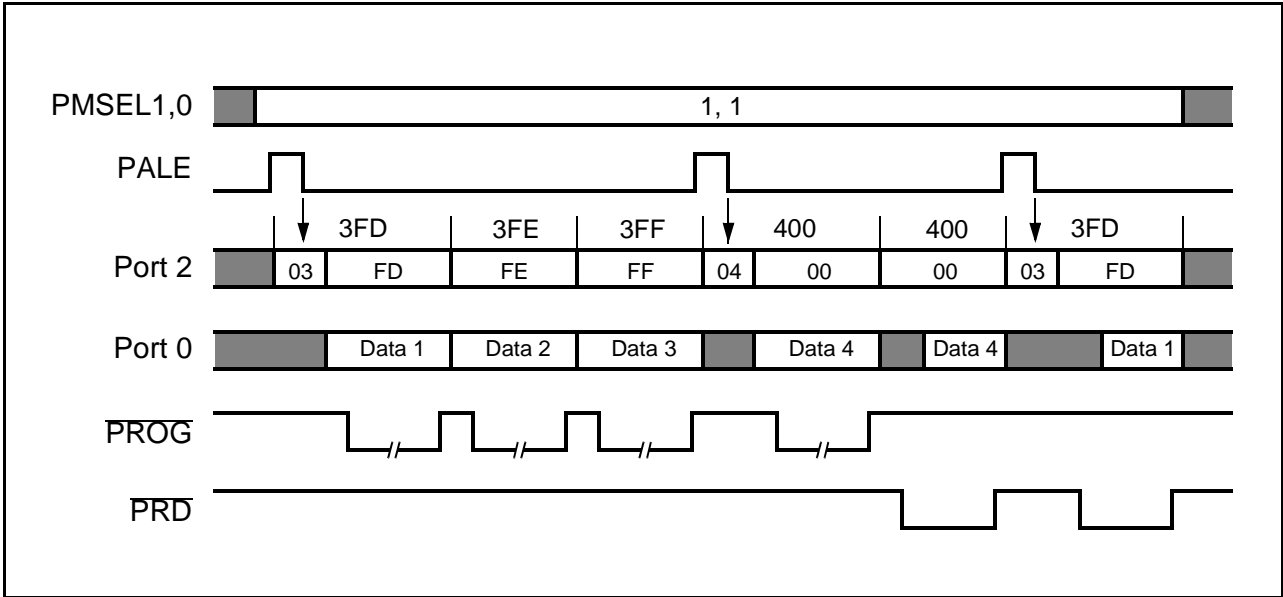 PMSEL1,0 1, 1
PALE
3FD 3FE 3FF 400 400 3FD
Port 2 03 FD FE FF 04 00 00 03 FD
Port 0 Data 1 Data 2 Data 3 Data 4 Data 4 Data 1
PROG
PRD